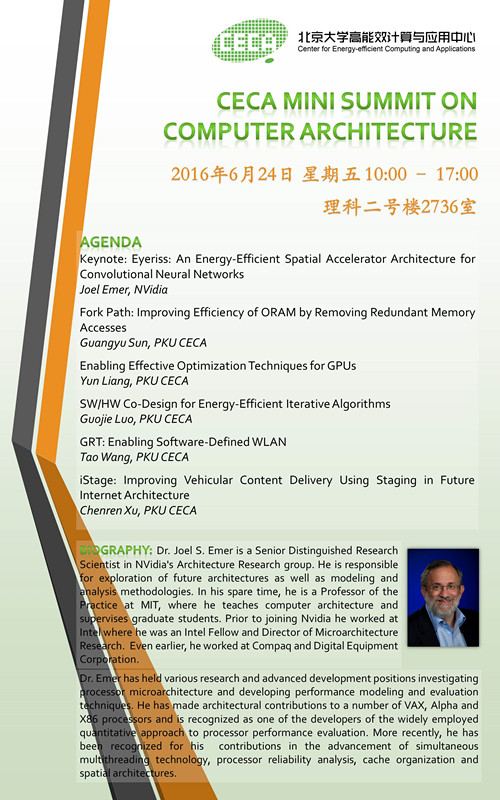 CECA
北京大学高能效计算与应用中心
Center for Energy-efficient Computing and Applications
CECA MINI SUMMIT ON
COMPUTER ARCHITECTURE
2016年6月24日 星期五 10:00 – 17:00
理科二号楼2736室
AGENDA
Keynote: Eyeriss: An Energy-Efficient Spatial Accelerator Architecture for
Convolutional Neural Networks
Joel Emer, NVidia
Fork Path: Improving Efficiency of ORAM by Removing Redundant Memory
Accesses
Guangyu Sun, PKU CECA
Enabling Effective Optimization Techniques for GPUs
Yun Liang, PKU CECA
SW/HW Co-Design for Energy-Efficient Iterative Algorithms
Guojie Luo, PKU CECA
GRT: Enabling Software-Defined WLAN
Tao Wang, PKU CECA
iStage: Improving Vehicular Content Delivery Using Staging in Future
Internet Architecture
Chenren Xu, PKU CECA
BIOGRAPHY: Dr. Joel S. Emer is a Senior Distinguished Research
Scientist in NVidia's Architecture Research group. He is responsible
for exploration of future architectures as well as modeling and
analysis methodologies. In his spare time, he is a Professor of the
Practice at MIT, where he teaches computer architecture and
supervises graduate students. Prior to joining Nvidia he worked at
Intel where he was an Intel Fellow and Director of Microarchitecture
Research. Even earlier, he worked at Compaq and Digital Equipment
Corporation.
Dr. Emer has held various research and advanced development positions investigating
processor microarchitecture and developing performance modeling and evaluation
techniques. He has made architectural contributions to a number of VAX, Alpha and
X86 processors and is recognized as one of the developers of the widely employed
quantitative approach to processor performance evaluation. More recently, he has
been recognized for his contributions in the advancement of simultaneous
multithreading technology, processor reliability analysis, cache organization and
spatial architectures.